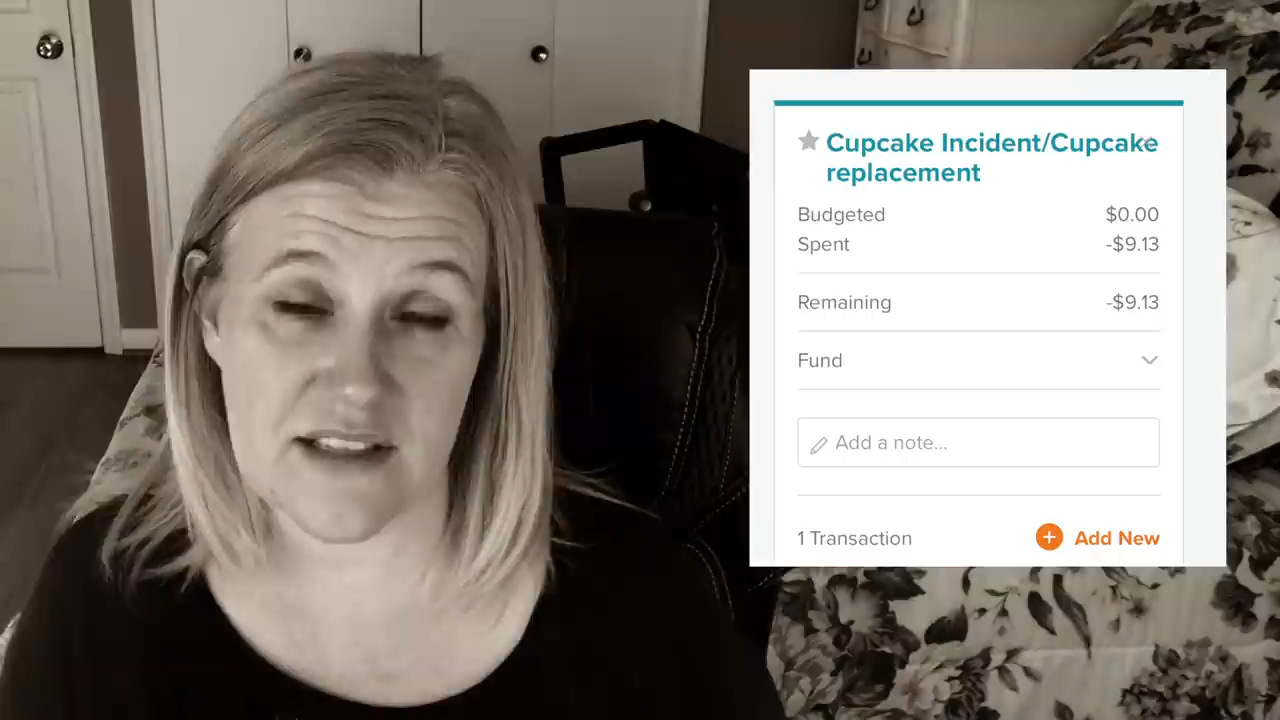 Cupcake Incident/Cupcake
replacement
Budgeted $0.00
Spent -$9.13
Remaining -$9.13
Fund
Add a note...
1 Transaction Add New